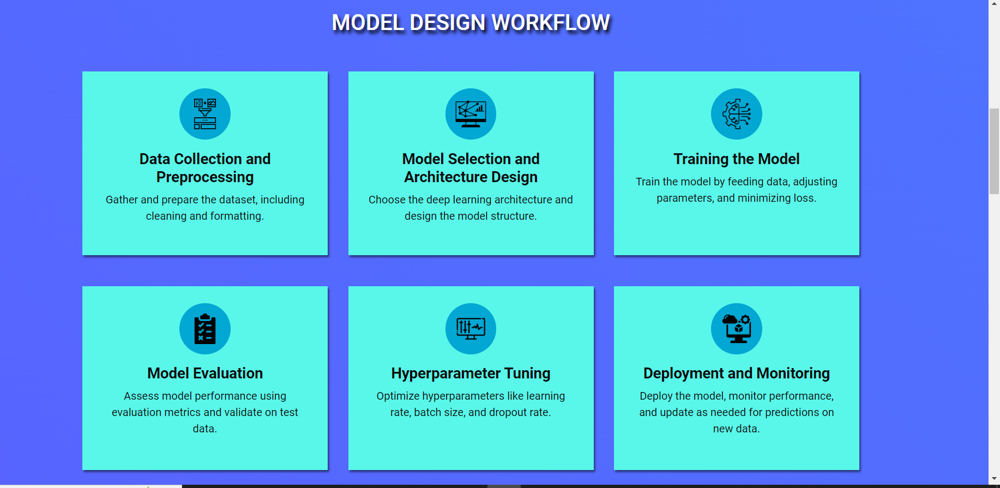 MODEL DESIGN WORKFLOW
Data Collection and
Preprocessing
Gather and prepare the dataset, including
cleaning and formatting.
Model Selection and
Architecture Design
Choose the deep learning architecture and
design the model structure.
Training the Model
Train the model by feeding data, adjusting
parameters, and minimizing loss.
Model Evaluation
Assess model performance using
evaluation metrics and validate on test
data.
Hyperparameter Tuning
Optimize hyperparameters like learning
rate, batch size, and dropout rate.
Deployment and Monitoring
Deploy the model, monitor performance,
and update as needed for predictions on
new data.